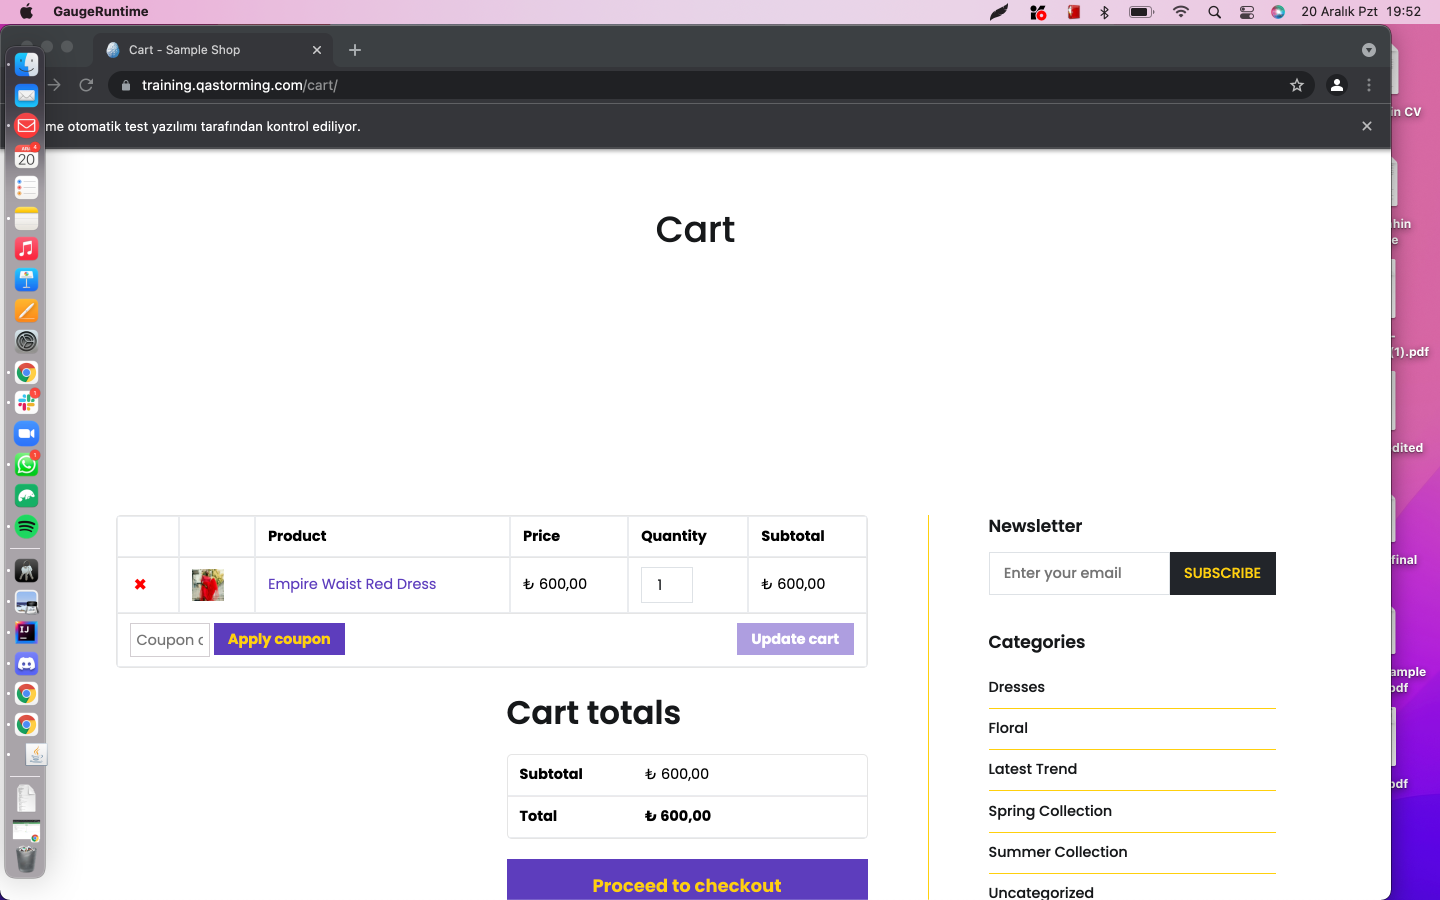 GaugeRuntime
20 Aralık Pzt 19:52
Cart - Sample Shop
training.qastorming.com/cart/
me otomatik test yazılımı tarafından kontrol ediliyor.
in CV
hin
e
-
(1).pdf
dited
final
ample
pdf
pdf
20
Cart
Product Price Quantity Subtotal
Empire Waist Red Dress ₺ 600,00 1 ₺ 600,00
Coupon c Apply coupon Update cart
Cart totals
Subtotal ₺ 600,00
Total ₺ 600,00
Proceed to checkout
Newsletter
Enter your email SUBSCRIBE
Categories
Dresses
Floral
Latest Trend
Spring Collection
Summer Collection
Uncategorized